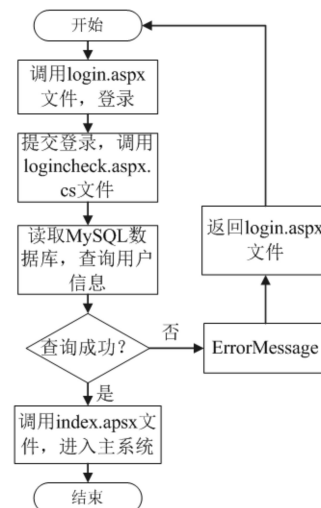 开始
调用login.aspx
文件，登录
提交登录，调用
logincheck.aspx.
cs文件
读取MySQL数
据库，查询用户
信息
查询成功？
否
ErrorMessage
返回login.aspx
文件
是
调用index.apsx文
件，进入主系统
结束